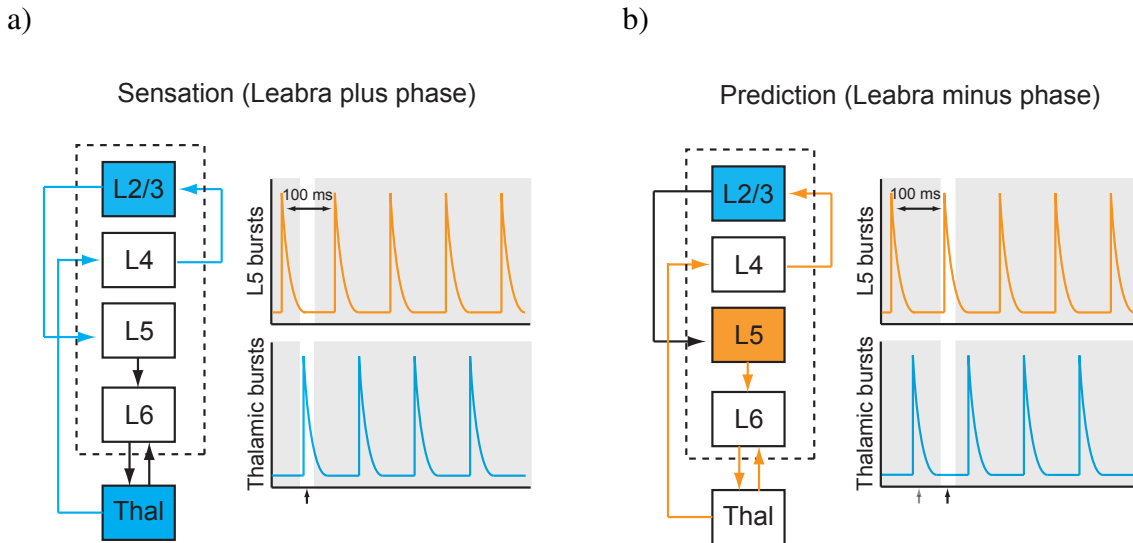 a)
Sensation (Leabra plus phase)
L2/3
L4
L5
L6
Thal
100 ms
L5 bursts
Thalamic bursts
b)
Prediction (Leabra minus phase)
L2/3
L4
L5
L6
Thal
100 ms
L5 bursts
Thalamic bursts